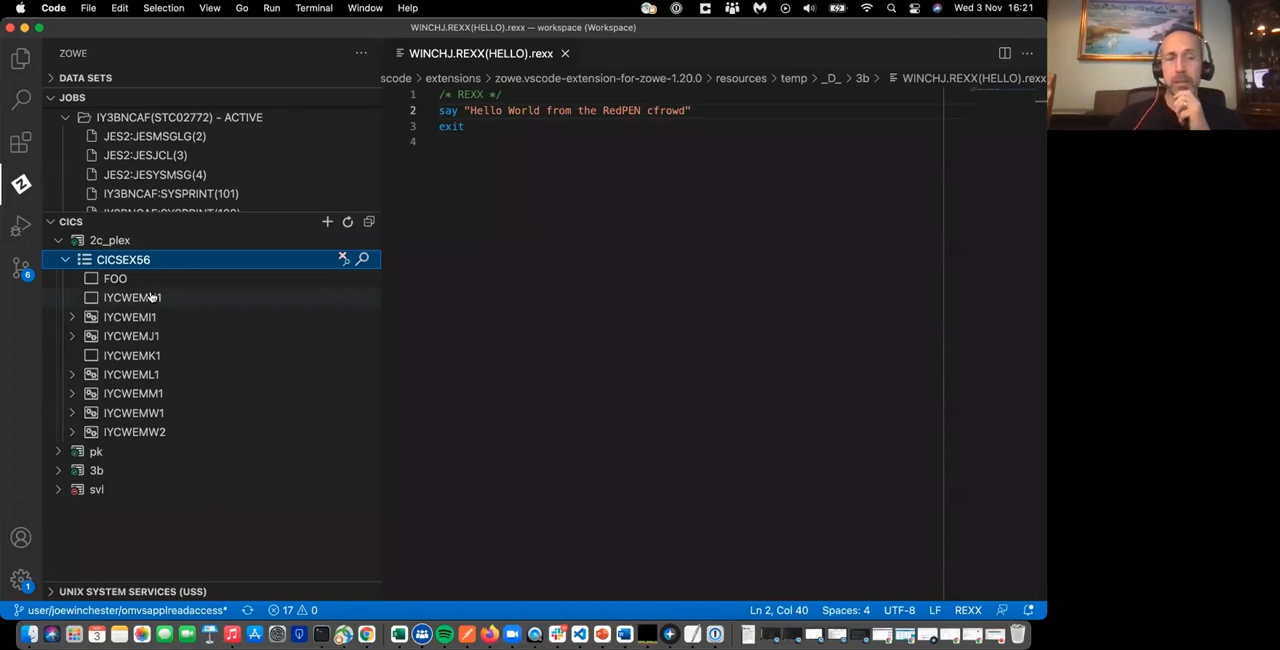 Code File Edit Selection View Go Run Terminal Window Help Wed 3 Nov 16:21
WINCHJ.REXX(HELLO).rexx — workspace (Workspace)
ZOWE
WINCHJ.REXX(HELLO).rexx
DATA SETS
scode > extensions > zowe.vscode-extension-for-zowe-1.20.0 > resources > temp > _D_ > 3b > WINCHJ.REXX(HELLO).rexx
JOBS
IY3BNCAF(STC02772) - ACTIVE
JES2:JESMSGLG(2)
JES2:JESJCL(3)
JES2:JESYSMSG(4)
IY3BNCAF:SYSPRINT(101)
1 /* REXX */
2 say "Hello World from the RedPEN cfrowd"
3 exit
4
CICS
2c_plex
CICSEX56
FOO
IYCWEMI1
IYCWEMJ1
IYCWEMK1
IYCWEML1
IYCWEMM1
IYCWEMW1
IYCWEMW2
pk
3b
svl
6
1
UNIX SYSTEM SERVICES (USS)
user/joewinchester/omvsapplreadaccess* 17 0 Ln 2, Col 40 Spaces: 4 UTF-8 LF REXX
3